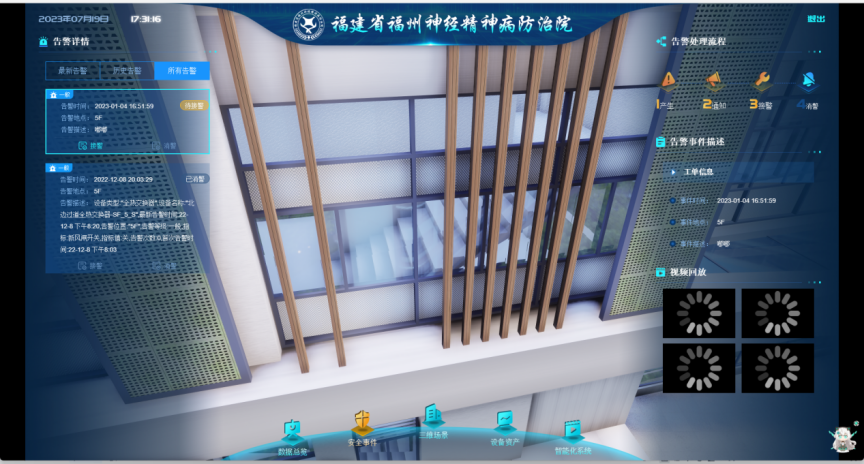 2023年07月19日 17:31:16
福建省福州神经精神病防治院
退出
告警详情
最新告警 历史告警 所有告警
一般
告警时间: 2023-01-04 16:51:59 待接警
告警地点: 5F
告警描述: 嘟嘟
接警 消警
一般
告警时间: 2022-12-08 20:03:29 已消警
告警地点: 5F
告警描述: 设备类型:"全热交换器",设备名称:"北
边过道全热交换器-5F_5_3",最新告警时间:22-
12-8 下午8:20,告警位置:"5F",告警等级:一般,指
标:新风阀开关,指标值:关,告警次数:0,首次告警时
间:22-12-8 下午8:03
接警 消警
告警处理流程
1产生 2通知 3接警 4消警
告警事件描述
工单信息
事件时间: 2023-01-04 16:51:59
事件地点: 5F
事件描述: 嘟嘟
视频回放
数据总览 安全事件 三维场景 设备资产 智能化系统